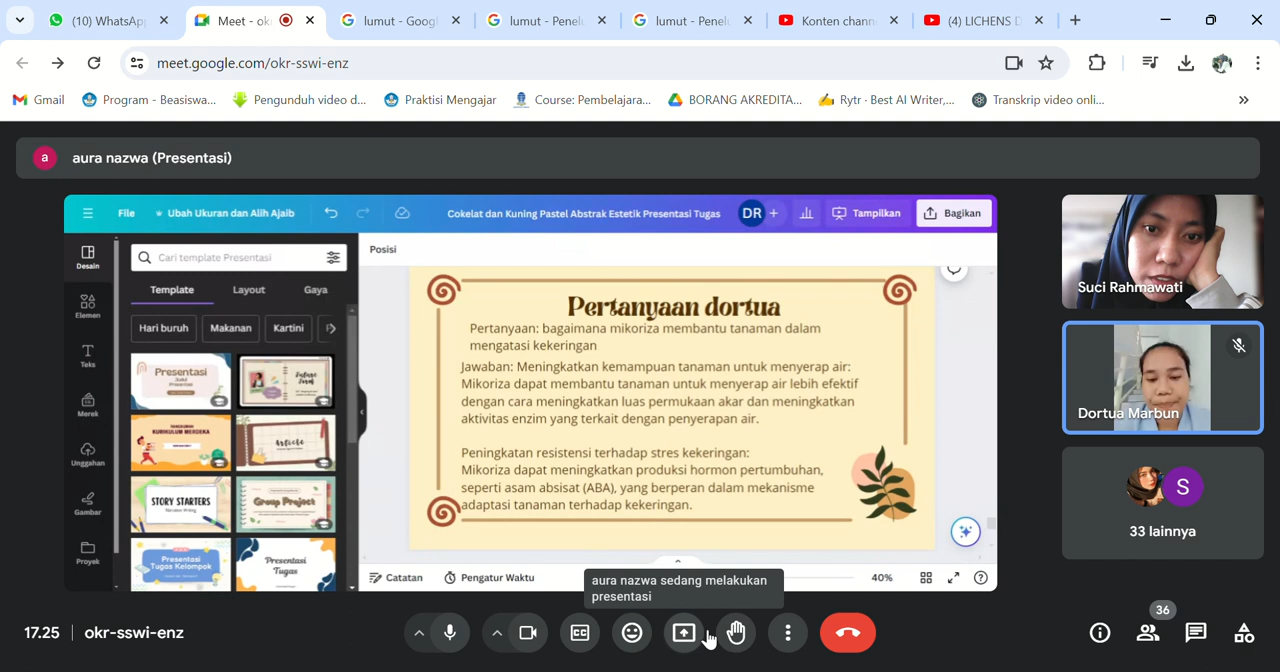 (10) WhatsAp
Meet - ok
lumut - Googl
lumut - Penelu
lumut - Penelu
Konten chann
(4) LICHENS D
meet.google.com/okr-sswi-enz
Gmail
Program - Beasiswa...
Pengunduh video d...
Praktisi Mengajar
Course: Pembelajara...
BORANG AKREDITA...
Rytr - Best AI Writer,...
Transkrip video onli...
a
aura nazwa (Presentasi)
File
Ubah Ukuran dan Alih Ajaib
Cokelat dan Kuning Pastel Abstrak Estetik Presentasi Tugas
DR
Tampilkan
Bagikan
Desain
Elemen
Teks
Merek
Unggahan
Gambar
Proyek
Cari template Presentasi
Template
Layout
Gaya
Hari buruh
Makanan
Kartini
Presentasi
Article
KURIKULUM MERDEKA
STORY STARTERS
Group Project
Presentasi
Tugas Kelompok
Presentasi
Tugas
Posisi
Pertanyaan dortua
Pertanyaan: bagaimana mikoriza membantu tanaman dalam
mengatasi kekeringan
Jawaban: Meningkatkan kemampuan tanaman untuk menyerap air:
Mikoriza dapat membantu tanaman untuk menyerap air lebih efektif
dengan cara meningkatkan luas permukaan akar dan meningkatkan
aktivitas enzim yang terkait dengan penyerapan air.
Peningkatan resistensi terhadap stres kekeringan:
Mikoriza dapat meningkatkan produksi hormon pertumbuhan,
seperti asam absisat (ABA), yang berperan dalam mekanisme
adaptasi tanaman terhadap kekeringan.
Catatan
Pengatur Waktu
40%
aura nazwa sedang melakukan
presentasi
Suci Rahmawati
Dortua Marbun
S
33 lainnya
17.25
okr-sswi-enz
36